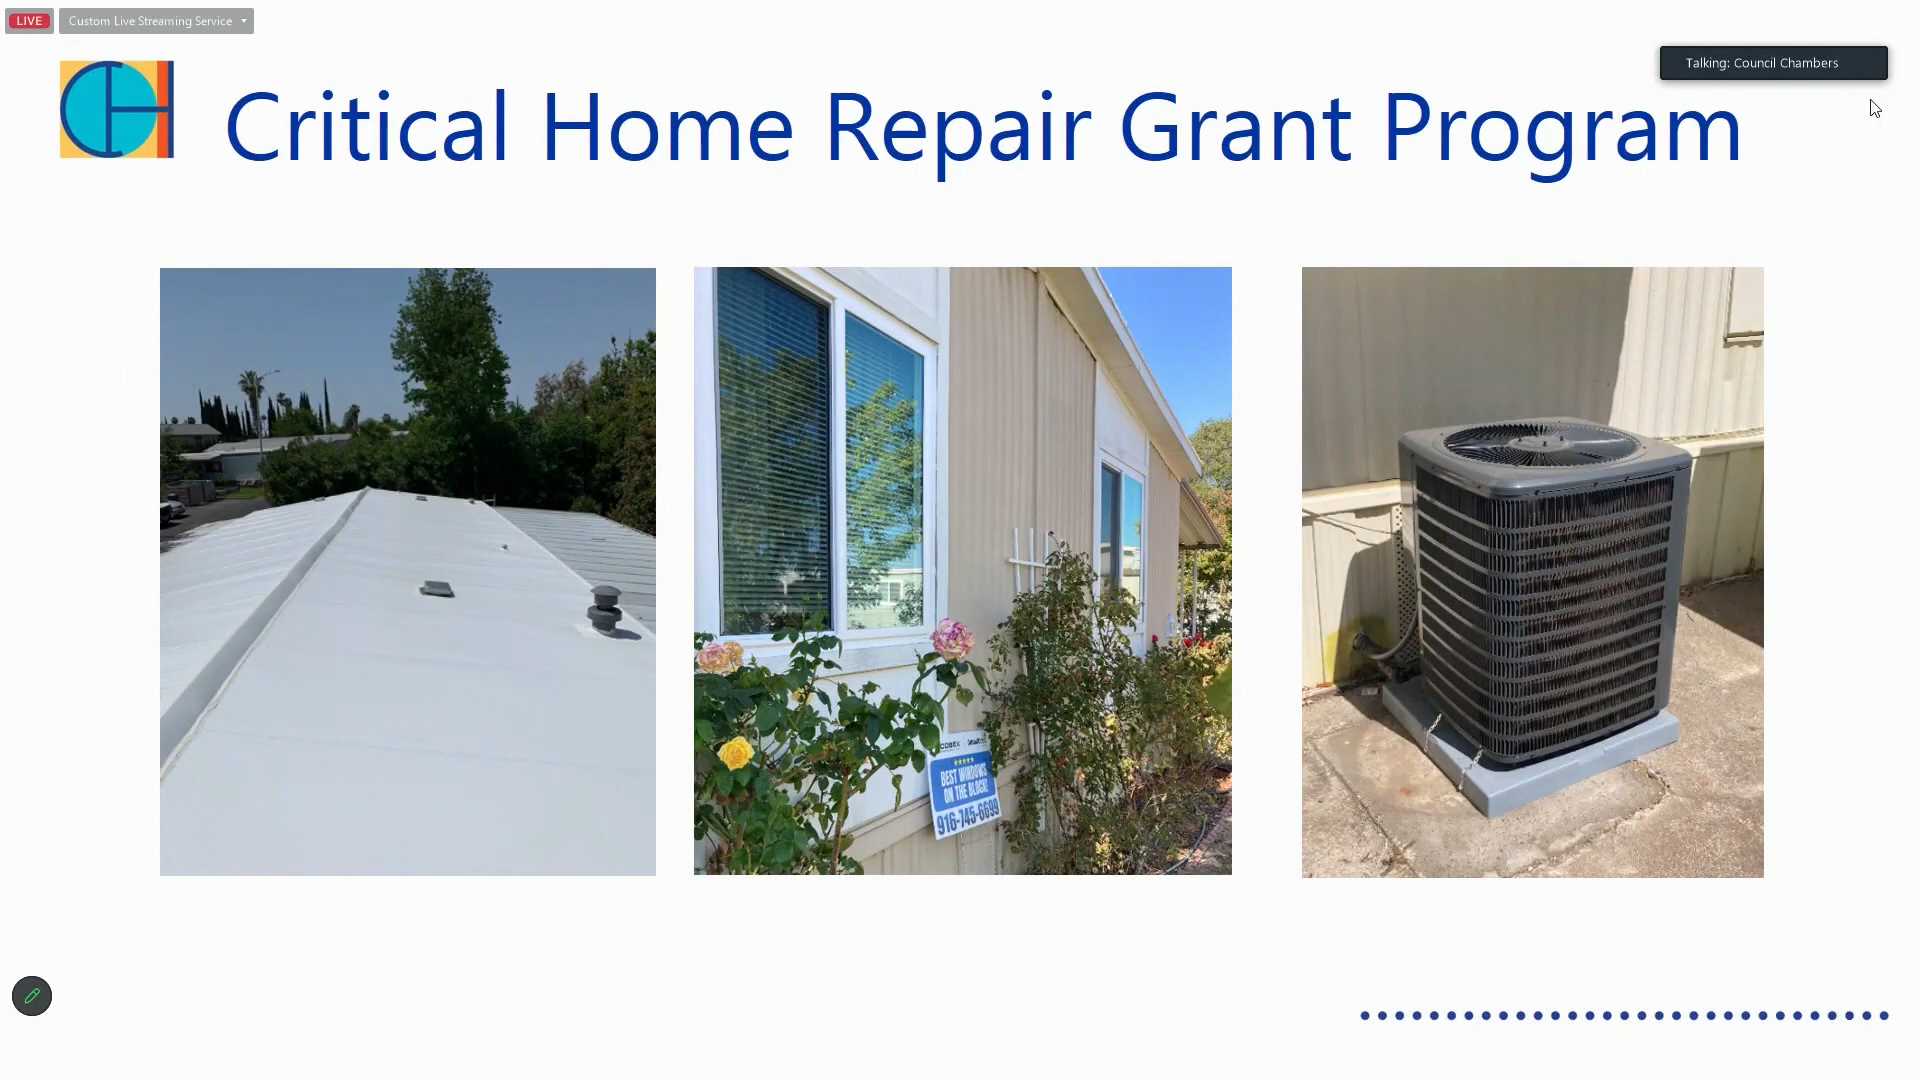 LIVE
Custom Live Streaming Service
Talking: Council Chambers
Critical Home Repair Grant Program
BEST WINDOWS
ON THE BLOCK!
916-745-6699